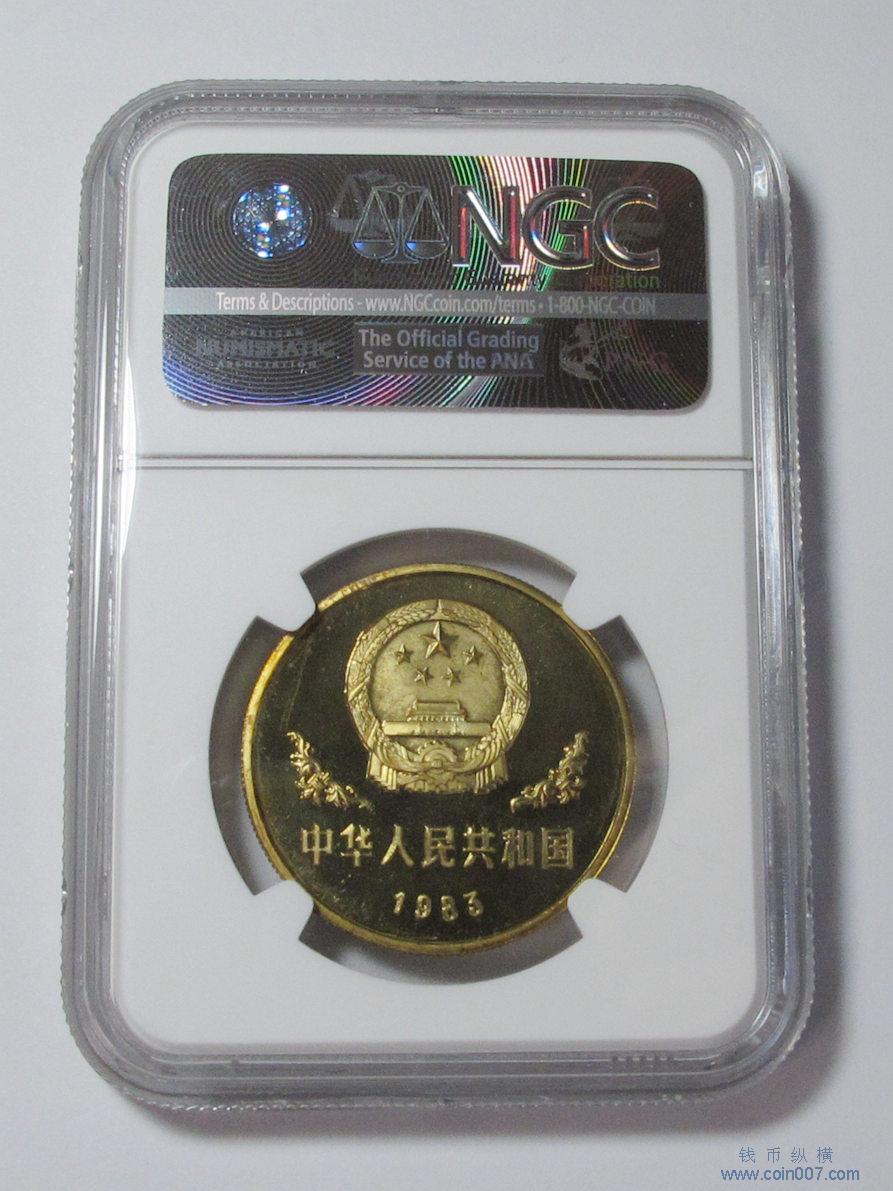 NGC
Terms & Descriptions - www.NGCcoin.com/terms • 1-800-NGC-COIN
AMERICAN
NUMISMATIC
ASSOCIATION
The Official Grading
Service of the ANA
PNG
中华人民共和国
1983
钱币纵横
www.coin007.com